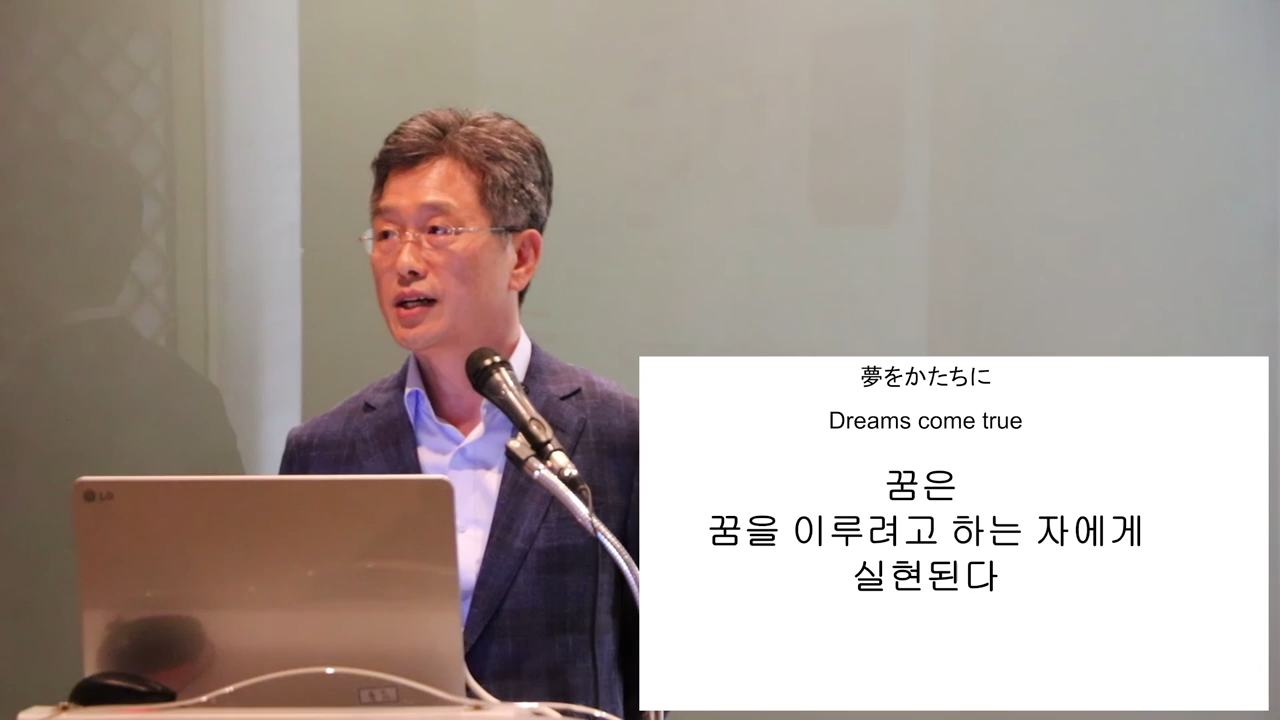 LG
夢をかたちに
Dreams come true
꿈은
꿈을 이루려고 하는 자에게
실현된다